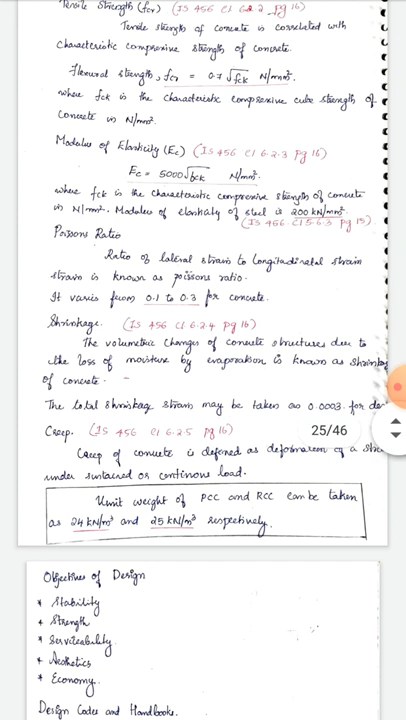 Tensile Strength (fcr) (IS 456 Cl 6.2.2 Pg 16)
Tensile strength of concrete is correlated with
characteristic compressive strength of concrete.
Flexural strength, fcr = 0.7 √fck N/mm².
where fck is the characteristic compressive cube strength of
concrete in N/mm².
Modulus of Elasticity (Ec) (IS 456 Cl 6.2.3 Pg 16)
Ec = 5000 √fck N/mm².
where fck is the characteristic compressive strength of concrete
in N/mm². Modulus of elasticity of steel is 200 kN/mm².
(IS 456 Cl 5.6.3 Pg 15)
Poissons Ratio
Ratio of lateral strain to longitudinal strain
strain is known as poissons ratio.
It varies from 0.1 to 0.3 for concrete.
Shrinkage. (IS 456 Cl 6.2.4 Pg 16)
The volumetric changes of concrete structures due to
the loss of moisture by evaporation is known as Shrinkag
of concrete.
The total shrinkage strain may be taken as 0.0003 for de
Creep. (IS 456 Cl 6.2.5 Pg 16)
25/46
Creep of concrete is defined as deformation of a
under sustained or continous load.
Unit weight of PCC and RCC can be taken
as 24 kN/m³ and 25 kN/m³ respectively.
Objectives of Design
* Stability
* Strength
* Serviceability
* Aesthetics
* Economy.
Design Codes and Handbooks.